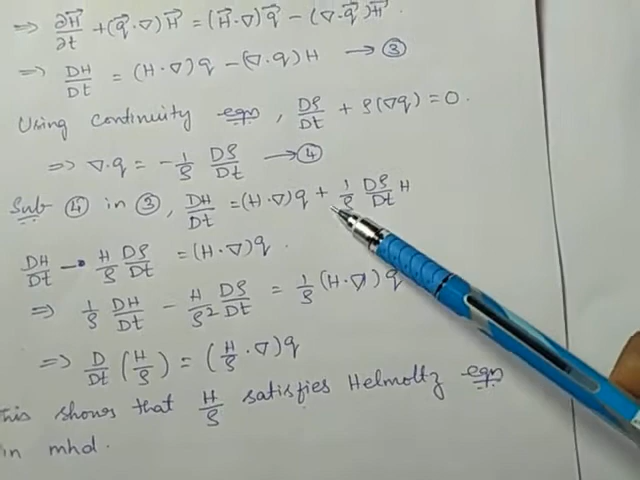 ⇒ ∂H⃗/∂t + (q⃗·∇)H⃗ = (H⃗·∇)q⃗ − (∇·q⃗)H⃗
⇒ DH/Dt = (H·∇)q − (∇·q)H → ③
Using Continuity eqn, Dρ/Dt + ρ(∇q) = 0.
⇒ ∇·q = −1/ρ Dρ/Dt → ④
Sub ④ in ③, DH/Dt = (H·∇)q + 1/ρ Dρ/Dt H
DH/Dt − H/ρ Dρ/Dt = (H·∇)q.
⇒ 1/ρ DH/Dt − H/ρ² Dρ/Dt = 1/ρ (H·∇)q
⇒ D/Dt (H/ρ) = (H/ρ · ∇)q
This shows that H/ρ satisfies Helmoltz eqn
in mhd.